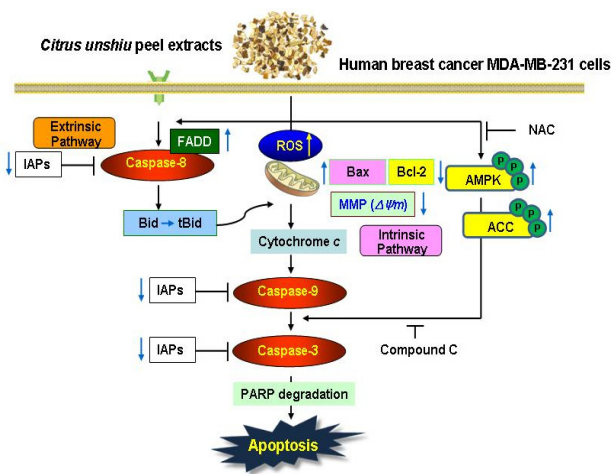 Citrus unshiu peel extracts
Human breast cancer MDA-MB-231 cells
Extrinsic
Pathway
FADD
ROS
NAC
IAPs
Caspase-8
Bax
Bcl-2
AMPK
P
P
P
Bid
tBid
MMP (ΔΨm)
ACC
P
P
P
Cytochrome c
Intrinsic
Pathway
IAPs
Caspase-9
IAPs
Caspase-3
Compound C
PARP degradation
Apoptosis